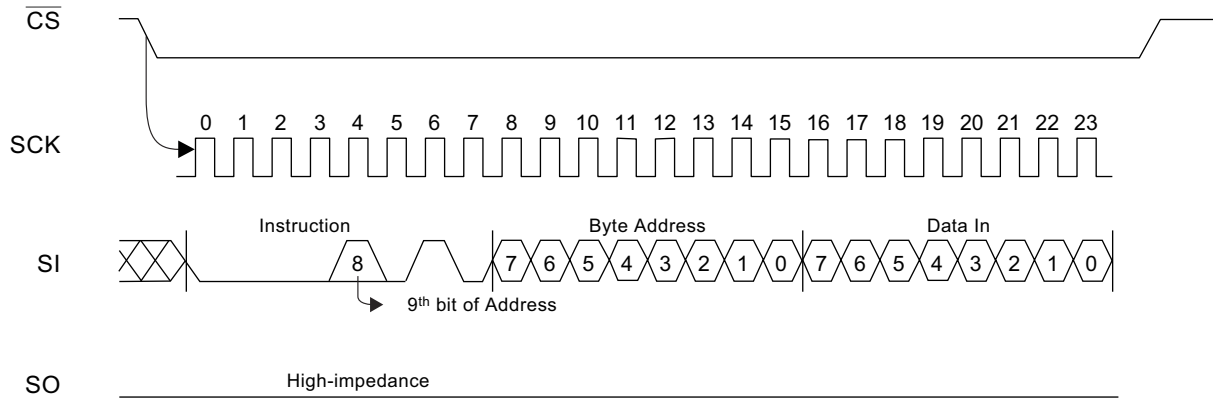 CS
0 1 2 3 4 5 6 7 8 9 10 11 12 13 14 15 16 17 18 19 20 21 22 23
SCK
Instruction Byte Address Data In
SI 8 7 6 5 4 3 2 1 0 7 6 5 4 3 2 1 0
9th bit of Address
High-impedance
SO